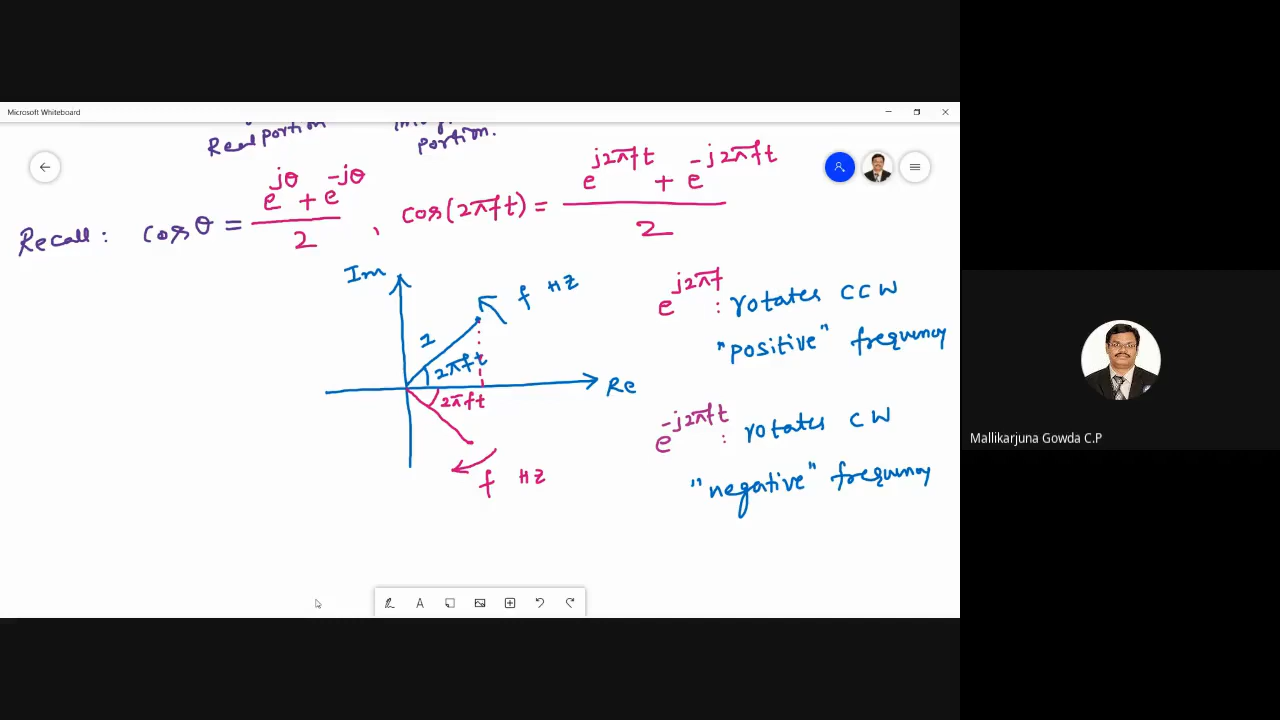 Microsoft Whiteboard
Real portion
portion.
Recall: cosθ = (e^jθ + e^-jθ)/2 , cos(2πft) = (e^j2πft + e^-j2πft)/2
Im
f Hz
1
2πft
Re
2πft
f Hz
e^j2πf : rotates CCW
"positive" frequency
e^-j2πft : rotates CW
"negative" frequency
A
Mallikarjuna Gowda C.P